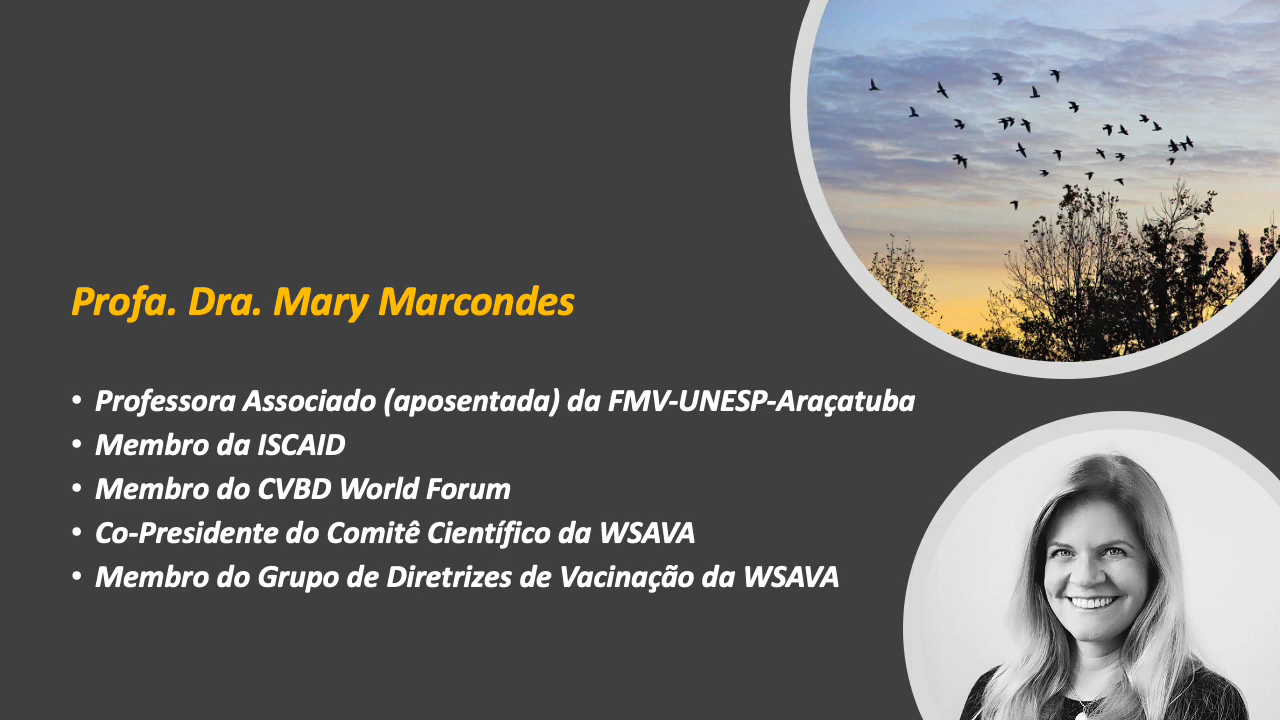 Profa. Dra. Mary Marcondes
• Professora Associado (aposentada) da FMV-UNESP-Araçatuba
• Membro da ISCAID
• Membro do CVBD World Forum
• Co-Presidente do Comitê Científico da WSAVA
• Membro do Grupo de Diretrizes de Vacinação da WSAVA